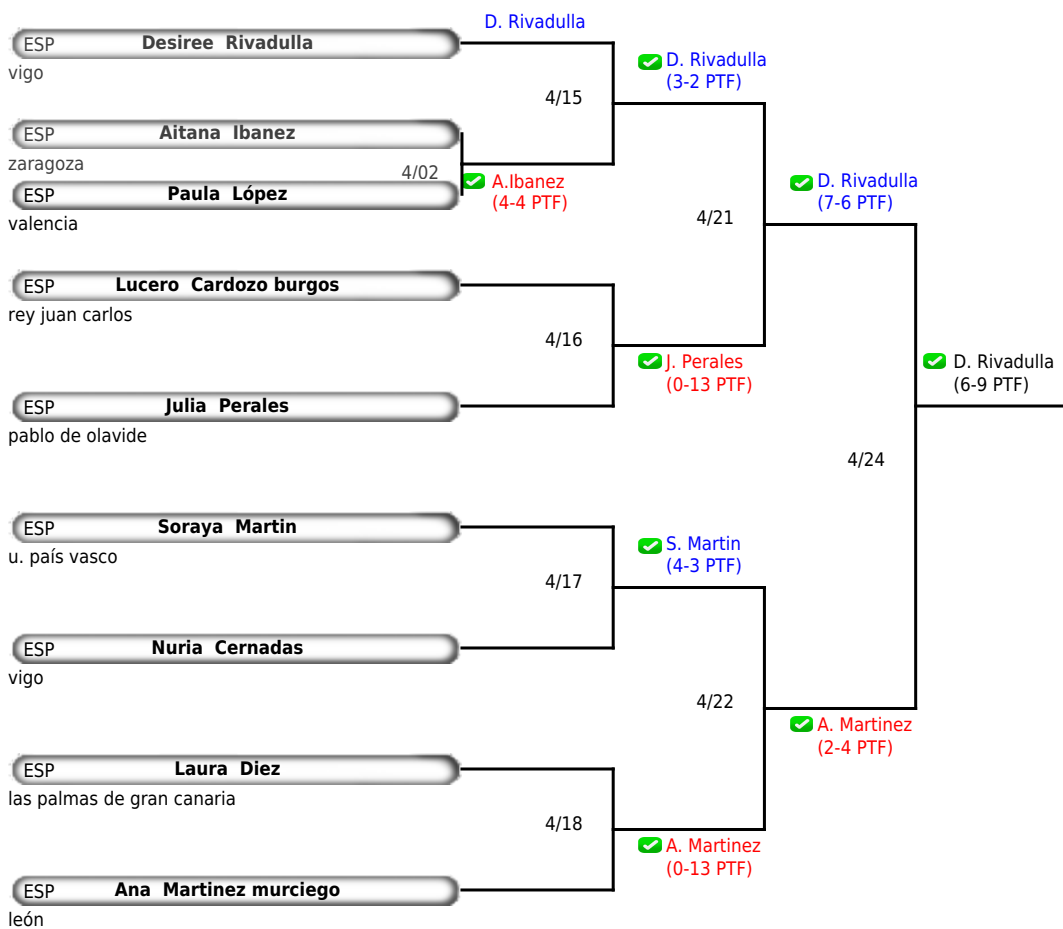 D. Rivadulla
ESP Desiree Rivadulla
vigo
D. Rivadulla
(3-2 PTF)
4/15
ESP Aitana Ibanez
zaragoza
4/02
A.Ibanez
(4-4 PTF)
ESP Paula López
valencia
D. Rivadulla
(7-6 PTF)
4/21
ESP Lucero Cardozo burgos
rey juan carlos
4/16
J. Perales
(0-13 PTF)
D. Rivadulla
(6-9 PTF)
ESP Julia Perales
pablo de olavide
4/24
ESP Soraya Martin
u. país vasco
S. Martin
(4-3 PTF)
4/17
ESP Nuria Cernadas
vigo
4/22
A. Martinez
(2-4 PTF)
ESP Laura Diez
las palmas de gran canaria
4/18
A. Martinez
(0-13 PTF)
ESP Ana Martinez murciego
león